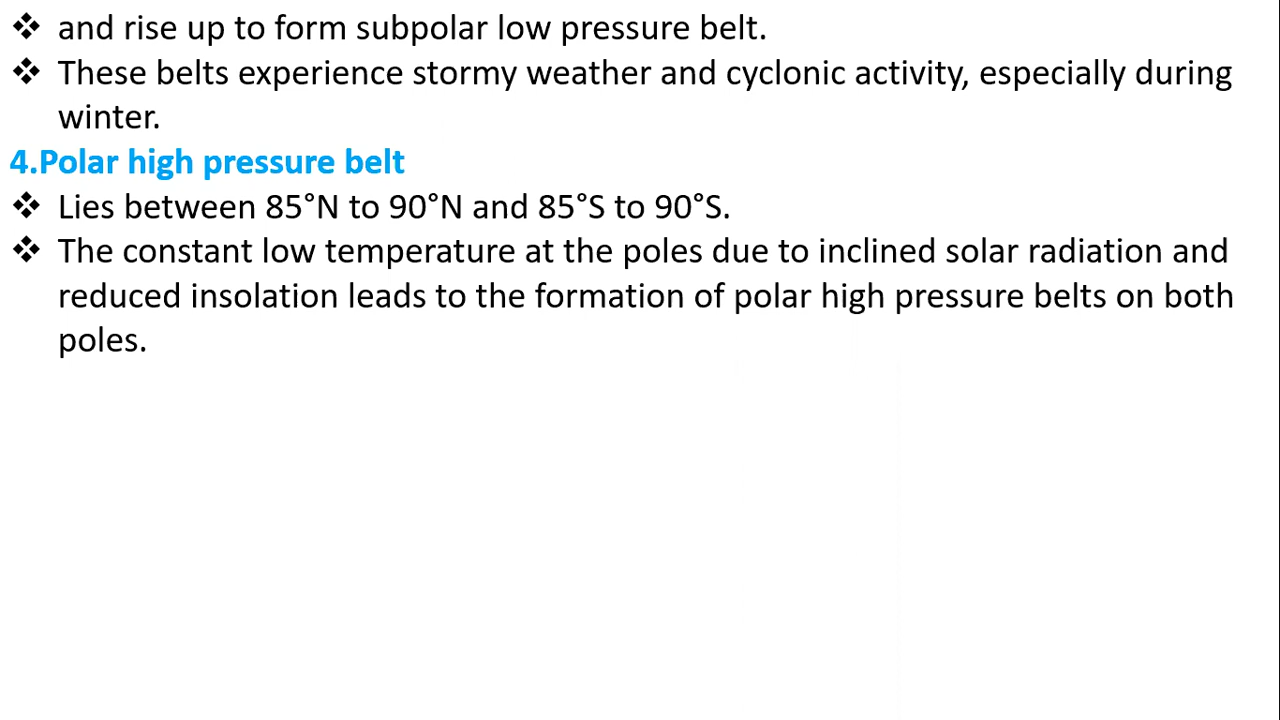 ❖ and rise up to form subpolar low pressure belt.
❖ These belts experience stormy weather and cyclonic activity, especially during
winter.
4.Polar high pressure belt
❖ Lies between 85°N to 90°N and 85°S to 90°S.
❖ The constant low temperature at the poles due to inclined solar radiation and
reduced insolation leads to the formation of polar high pressure belts on both
poles.